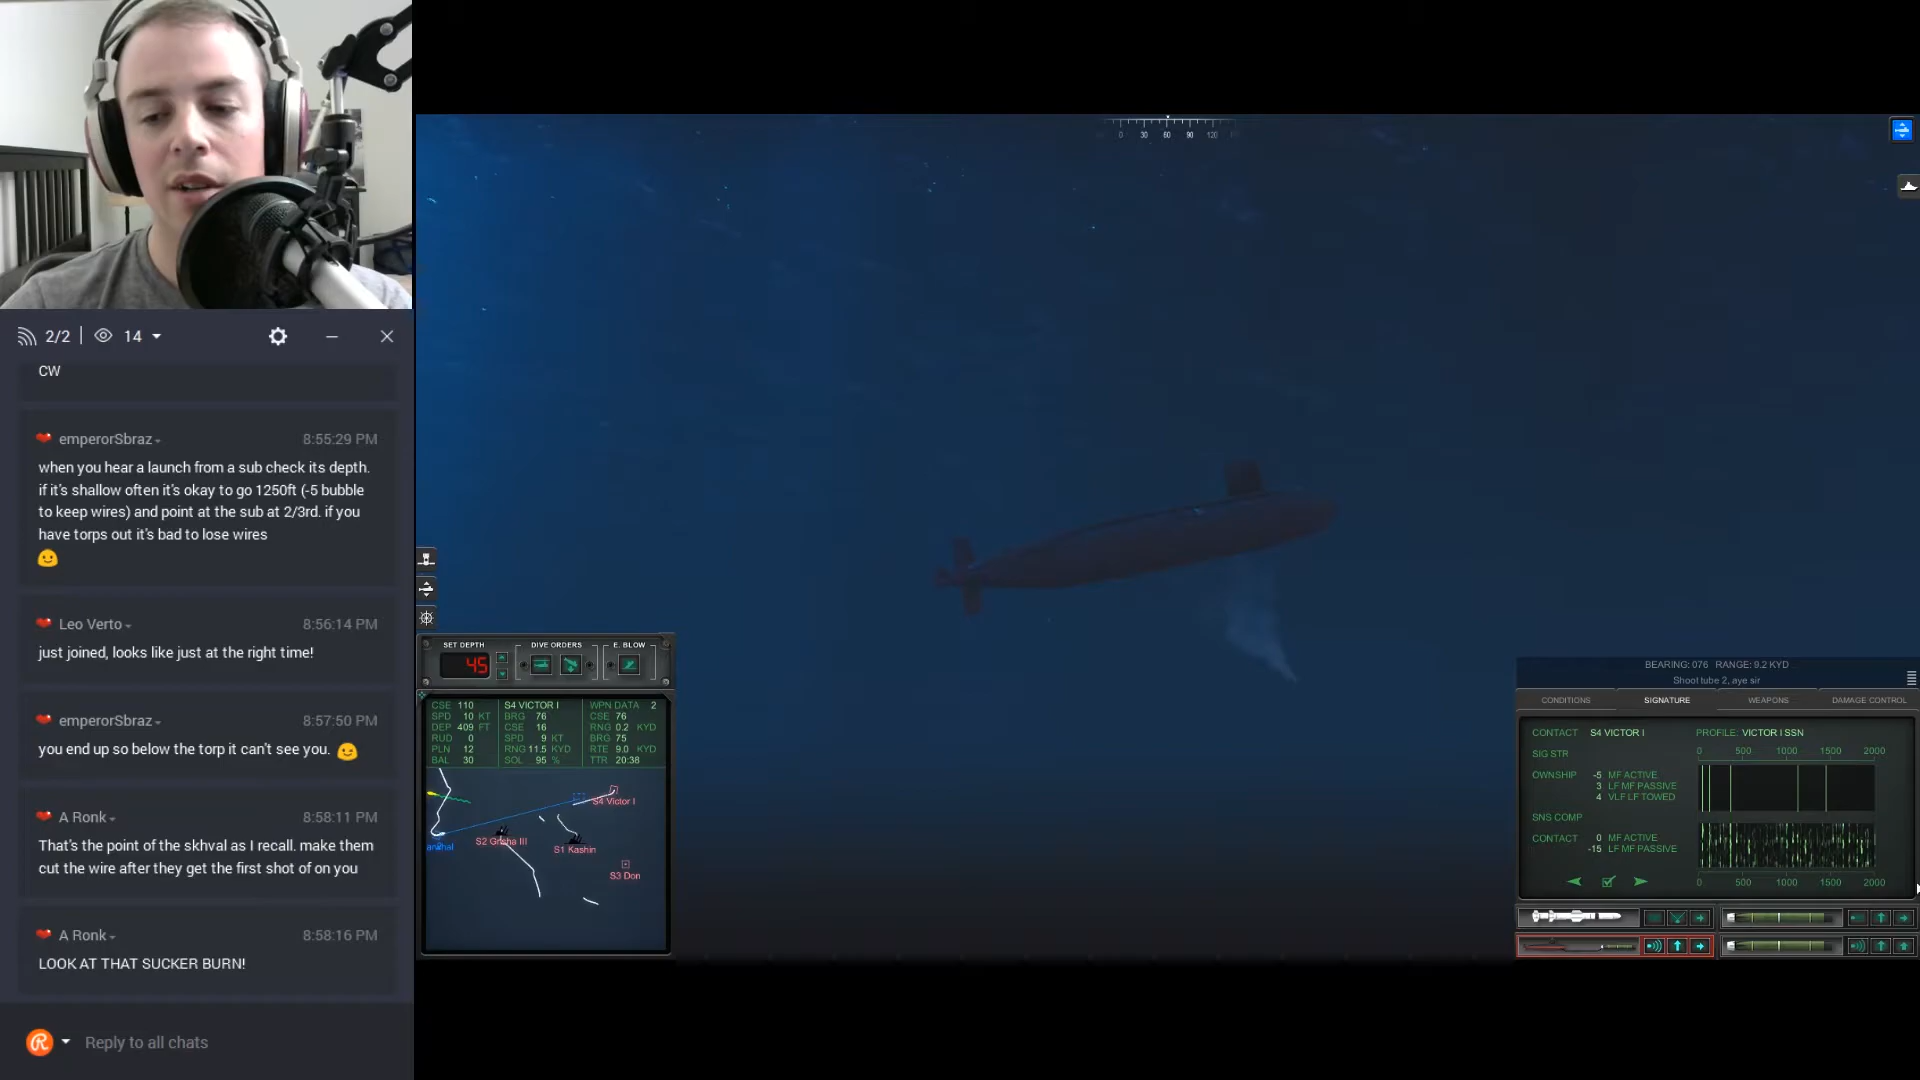 2/2
14
CW
emperorSbraz
8:55:29 PM
when you hear a launch from a sub check its depth.
if it's shallow often it's okay to go 1250ft (-5 bubble
to keep wires) and point at the sub at 2/3rd. if you
have torps out it's bad to lose wires
Leo Verto
8:56:14 PM
just joined, looks like just at the right time!
emperorSbraz
8:57:50 PM
you end up so below the torp it can't see you.
A Ronk
8:58:11 PM
That's the point of the skhval as I recall. make them
cut the wire after they get the first shot of on you
A Ronk
8:58:16 PM
LOOK AT THAT SUCKER BURN!
Reply to all chats
0 30 60 90 120
SET DEPTH DIVE ORDERS E. BLOW
45
CSE 110 S4 VICTOR I WPN DATA 2
SPD 10 KT BRG 76 CSE 76
DEP 409 FT CSE 16 RNG 0.2 KYD
RUD 0 SPD 9 KT BRG 75
PLN 12 RNG 11.5 KYD RTE 9.0 KYD
BAL 30 SOL 95 % TTR 20:38
S4 Victor I
S2 Grisha III
S1 Kashin
S3 Don
BEARING: 076 RANGE: 9.2 KYD
Shoot tube 2, aye sir
CONDITIONS SIGNATURE WEAPONS DAMAGE CONTROL
CONTACT S4 VICTOR I PROFILE: VICTOR I SSN
SIG STR 0 500 1000 1500 2000
OWNSHIP -5 MF ACTIVE
3 LF MF PASSIVE
4 VLF LF TOWED
SNS COMP
CONTACT 0 MF ACTIVE
-15 LF MF PASSIVE
0 500 1000 1500 2000